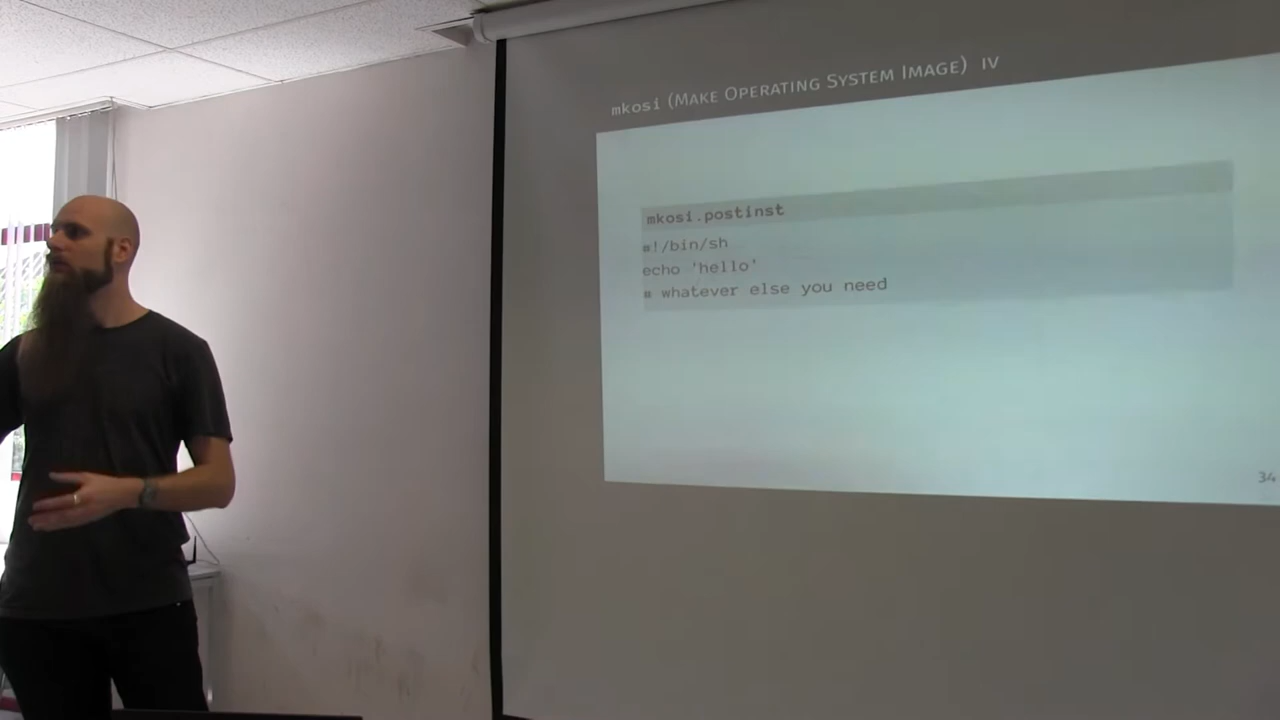 mkosi (Make Operating System Image) IV
mkosi.postinst
#!/bin/sh
echo 'hello'
# whatever else you need
34